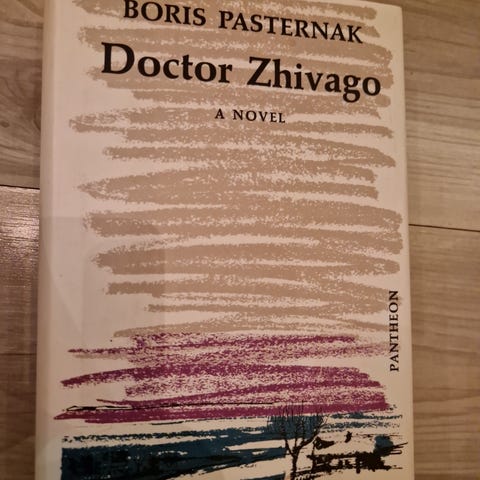 BORIS PASTERNAK
Doctor Zhivago
A NOVEL
PANTHEON